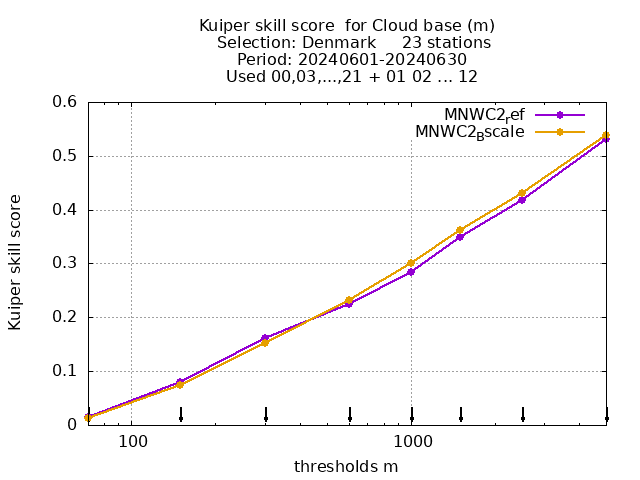 Kuiper skill score  for Cloud base (m)
Selection: Denmark     23 stations
Period: 20240601-20240630
Used 00,03,...,21 + 01 02 ... 12
MNWC2ref
MNWC2Bscale
0.6
0.5
0.4
0.3
0.2
0.1
0
Kuiper skill score
100 1000
thresholds m